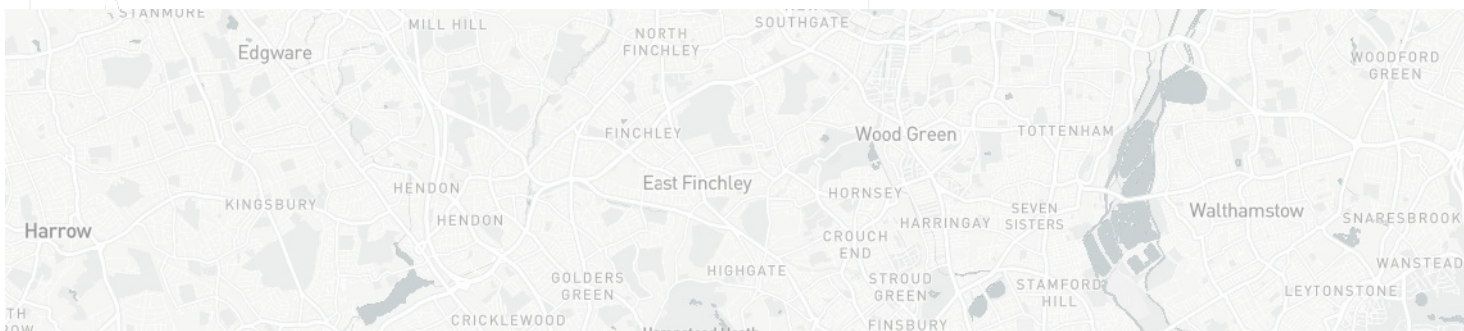 STANMORE
MILL HILL
SOUTHGATE
Edgware
NORTH
FINCHLEY
WOODFORD
GREEN
FINCHLEY
Wood Green
TOTTENHAM
East Finchley
HENDON
HORNSEY
KINGSBURY
HENDON
HARRINGAY
SEVEN
SISTERS
Walthamstow
SNARESBROOK
Harrow
CROUCH
END
HIGHGATE
GOLDERS
GREEN
STROUD
GREEN
STAMFORD
HILL
WANSTEAD
LEYTONSTONE
CRICKLEWOOD
FINSBURY